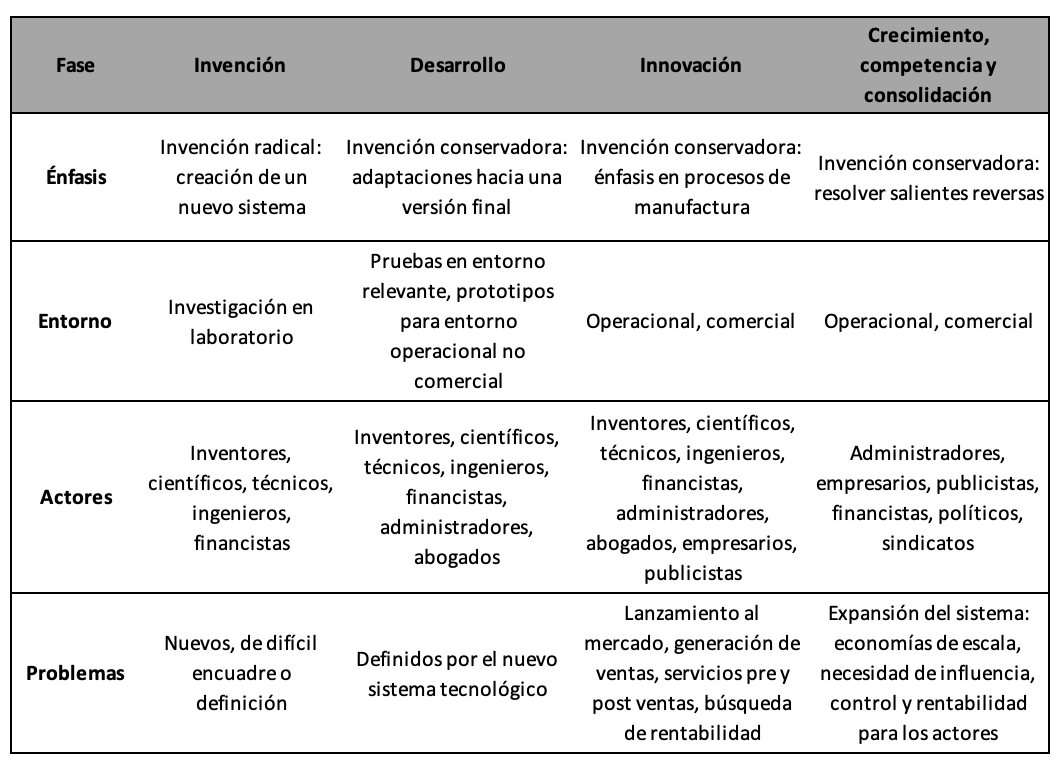 Fase
Invención
Desarrollo
Innovación
Crecimiento,
competencia y
consolidación
Énfasis
Invención radical:
creación de un
nuevo sistema
Invención conservadora:
adaptaciones hacia una
versión final
Invención conservadora:
énfasis en procesos de
manufactura
Invención conservadora:
resolver salientes reversas
Entorno
Investigación en
laboratorio
Pruebas en entorno
relevante, prototipos
para entorno
operacional no
comercial
Operacional, comercial
Operacional, comercial
Actores
Inventores,
científicos, técnicos,
ingenieros,
financistas
Inventores, científicos,
técnicos, ingenieros,
financistas,
administradores,
abogados
Inventores, científicos,
técnicos, ingenieros,
financistas,
administradores,
abogados, empresarios,
publicistas
Administradores,
empresarios, publicistas,
financistas, políticos,
sindicatos
Problemas
Nuevos, de difícil
encuadre o
definición
Definidos por el nuevo
sistema tecnológico
Lanzamiento al
mercado, generación de
ventas, servicios pre y
post ventas, búsqueda
de rentabilidad
Expansión del sistema:
economías de escala,
necesidad de influencia,
control y rentabilidad
para los actores